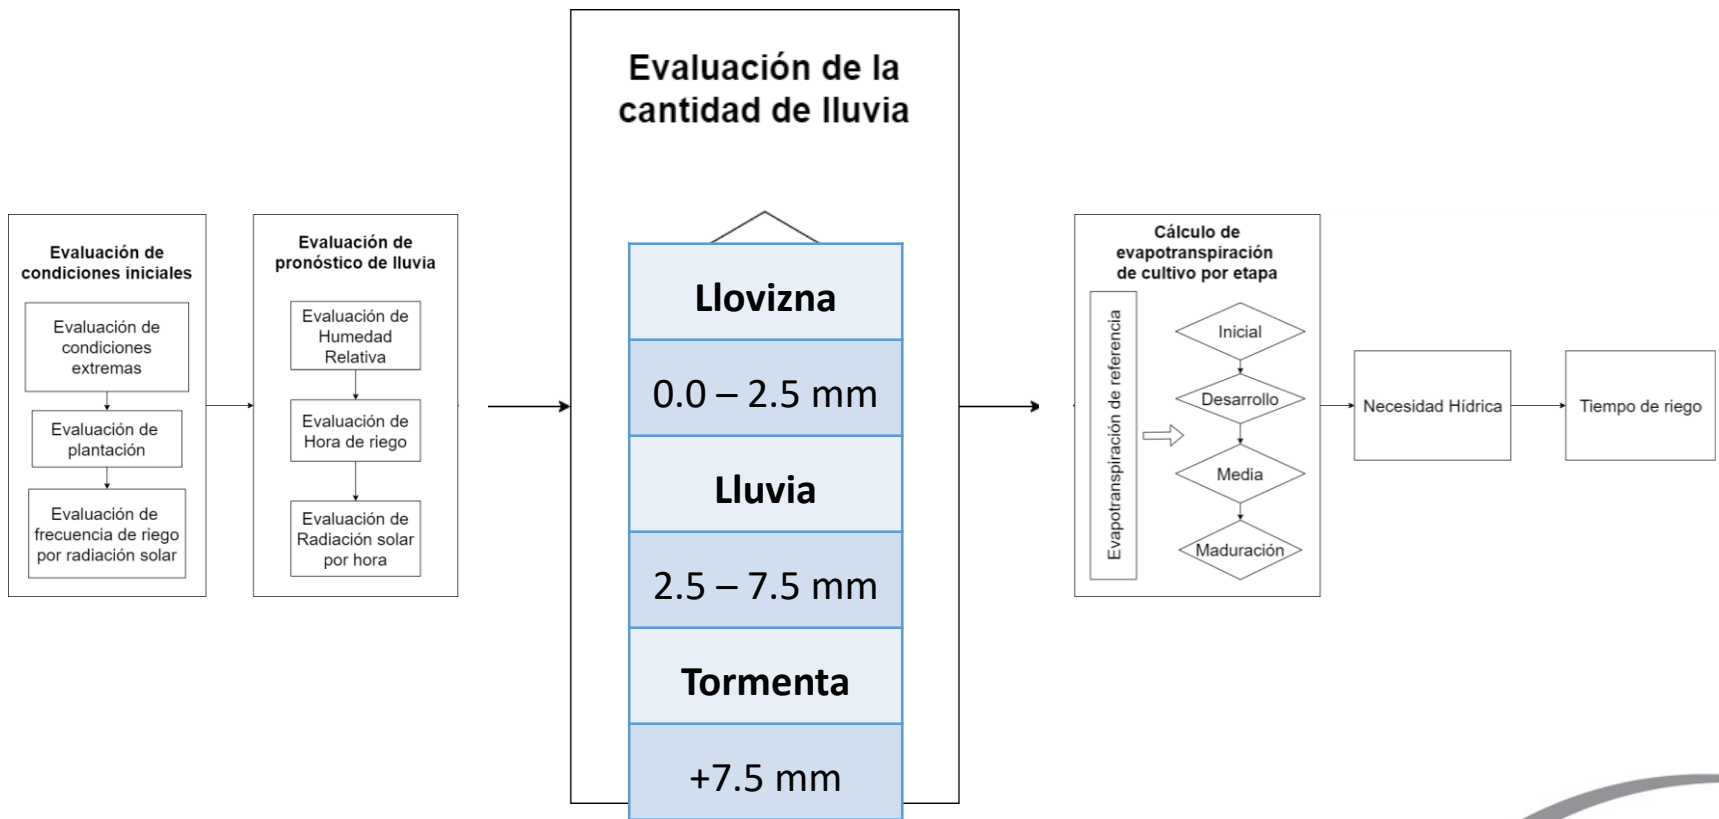 Evaluación de
condiciones iniciales
Evaluación de
condiciones
extremas
Evaluación de
plantación
Evaluación de
frecuencia de riego
por radiación solar
Evaluación de
pronóstico de lluvia
Evaluación de
Humedad
Relativa
Evaluación de
Hora de riego
Evaluación de
Radiación solar
por hora
Evaluación de la
cantidad de lluvia
Llovizna
0.0 – 2.5 mm
Lluvia
2.5 – 7.5 mm
Tormenta
+7.5 mm
Cálculo de
evapotranspiración
de cultivo por etapa
Evapotranspiración de referencia
Inicial
Desarrollo
Media
Maduración
Necesidad Hídrica
Tiempo de riego